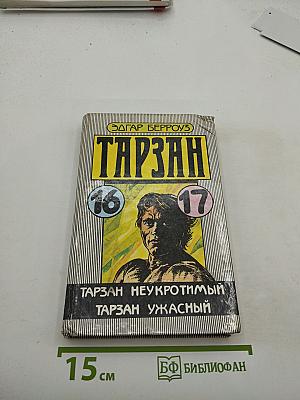 ЭДГАР БЕРРОУЗ
ТАРЗАН
16
17
ТАРЗАН НЕУКРОТИМЫЙ
ТАРЗАН УЖАСНЫЙ
15 см
БФ БИБЛИОФАН